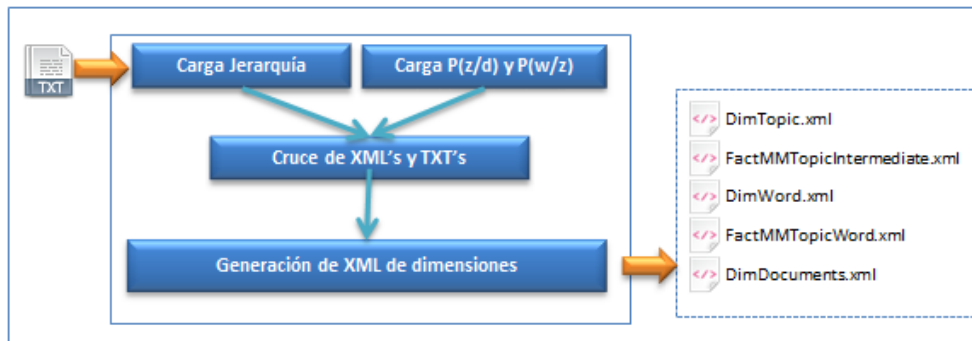 TXT
Carga Jerarquía
Carga P(z/d) y P(w/z)
Cruce de XML's y TXT's
Generación de XML de dimensiones
</> DimTopic.xml
</> FactMMTopicIntermediate.xml
</> DimWord.xml
</> FactMMTopicWord.xml
</> DimDocuments.xml